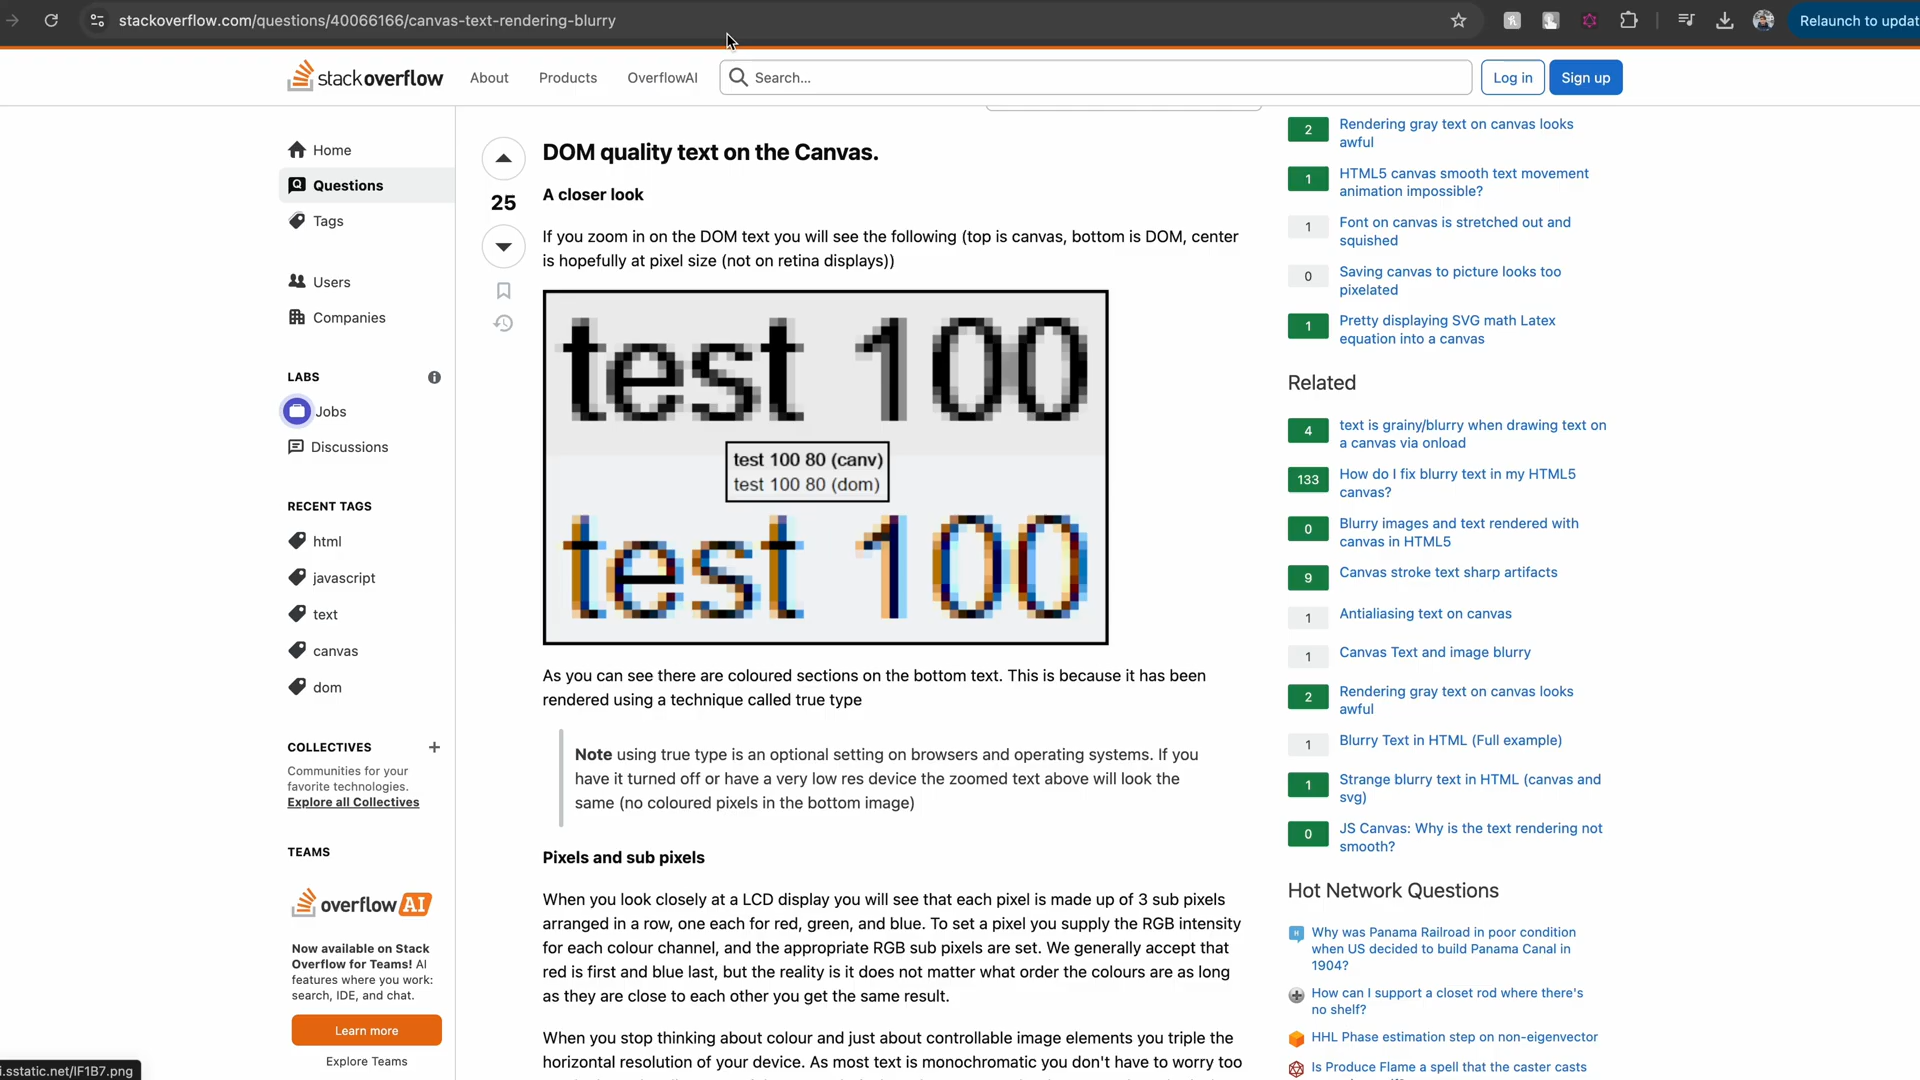 stackoverflow.com/questions/40066166/canvas-text-rendering-blurry
Relaunch to updat
stackoverflow
About
Products
OverflowAI
Search...
Log in
Sign up
Home
Questions
Tags
Users
Companies
LABS
Jobs
Discussions
RECENT TAGS
html
javascript
text
canvas
dom
COLLECTIVES
Communities for your
favorite technologies.
Explore all Collectives
TEAMS
overflow AI
Now available on Stack
Overflow for Teams! AI
features where you work:
search, IDE, and chat.
Learn more
Explore Teams
i.sstatic.net/IF1B7.png
25
DOM quality text on the Canvas.
A closer look
If you zoom in on the DOM text you will see the following (top is canvas, bottom is DOM, center
is hopefully at pixel size (not on retina displays))
test 100
test 100 80 (canv)
test 100 80 (dom)
test 100
As you can see there are coloured sections on the bottom text. This is because it has been
rendered using a technique called true type
Note using true type is an optional setting on browsers and operating systems. If you
have it turned off or have a very low res device the zoomed text above will look the
same (no coloured pixels in the bottom image)
Pixels and sub pixels
When you look closely at a LCD display you will see that each pixel is made up of 3 sub pixels
arranged in a row, one each for red, green, and blue. To set a pixel you supply the RGB intensity
for each colour channel, and the appropriate RGB sub pixels are set. We generally accept that
red is first and blue last, but the reality is it does not matter what order the colours are as long
as they are close to each other you get the same result.
When you stop thinking about colour and just about controllable image elements you triple the
horizontal resolution of your device. As most text is monochromatic you don't have to worry too
2 Rendering gray text on canvas looks
awful
1 HTML5 canvas smooth text movement
animation impossible?
1 Font on canvas is stretched out and
squished
0 Saving canvas to picture looks too
pixelated
1 Pretty displaying SVG math Latex
equation into a canvas
Related
4 text is grainy/blurry when drawing text on
a canvas via onload
133 How do I fix blurry text in my HTML5
canvas?
0 Blurry images and text rendered with
canvas in HTML5
9 Canvas stroke text sharp artifacts
1 Antialiasing text on canvas
1 Canvas Text and image blurry
2 Rendering gray text on canvas looks
awful
1 Blurry Text in HTML (Full example)
1 Strange blurry text in HTML (canvas and
svg)
0 JS Canvas: Why is the text rendering not
smooth?
Hot Network Questions
Why was Panama Railroad in poor condition
when US decided to build Panama Canal in
1904?
How can I support a closet rod where there's
no shelf?
HHL Phase estimation step on non-eigenvector
Is Produce Flame a spell that the caster casts